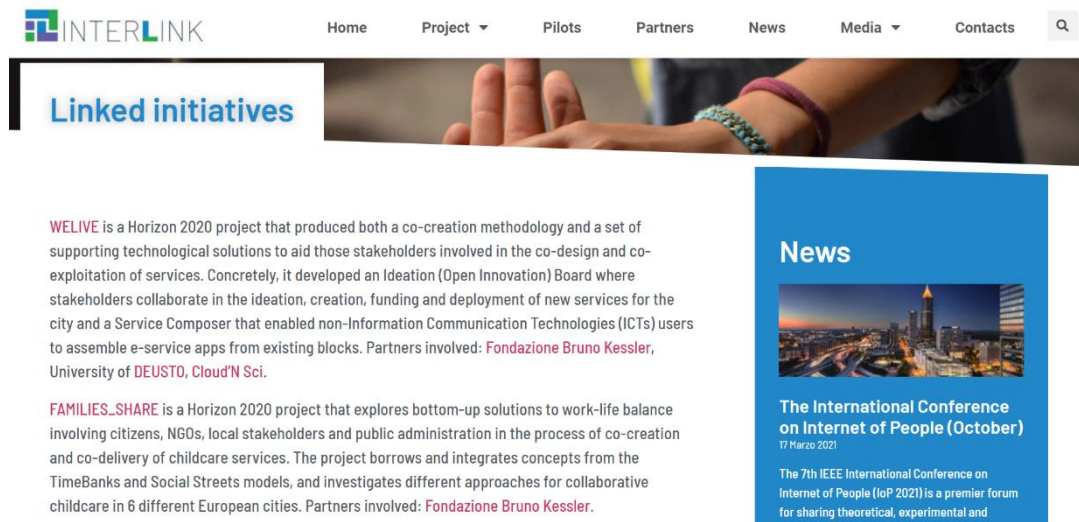 INTERLINK
Home Project Pilots Partners News Media Contacts
Linked initiatives
WELIVE is a Horizon 2020 project that produced both a co-creation methodology and a set of
supporting technological solutions to aid those stakeholders involved in the co-design and co-
exploitation of services. Concretely, it developed an Ideation (Open Innovation) Board where
stakeholders collaborate in the ideation, creation, funding and deployment of new services for the
city and a Service Composer that enabled non-Information Communication Technologies (ICTs) users
to assemble e-service apps from existing blocks. Partners involved: Fondazione Bruno Kessler,
University of DEUSTO, Cloud'N Sci.
FAMILIES_SHARE is a Horizon 2020 project that explores bottom-up solutions to work-life balance
involving citizens, NGOs, local stakeholders and public administration in the process of co-creation
and co-delivery of childcare services. The project borrows and integrates concepts from the
TimeBanks and Social Streets models, and investigates different approaches for collaborative
childcare in 6 different European cities. Partners involved: Fondazione Bruno Kessler.
News
The International Conference
on Internet of People (October)
17 Marzo 2021
The 7th IEEE International Conference on
Internet of People (IoP 2021) is a premier forum
for sharing theoretical, experimental and